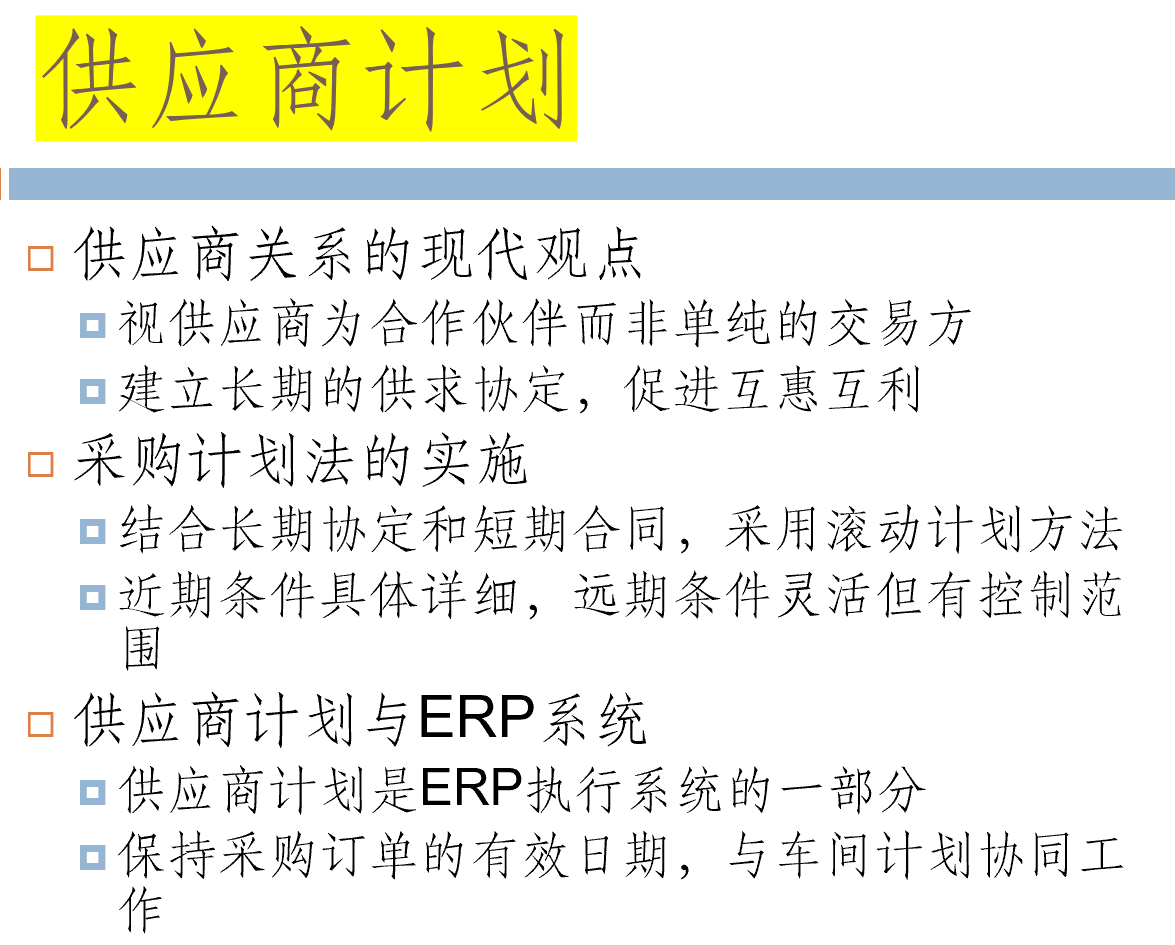 供应商计划
供应商关系的现代观点
视供应商为合作伙伴而非单纯的交易方
建立长期的供求协定，促进互惠互利
采购计划法的实施
结合长期协定和短期合同，采用滚动计划方法
近期条件具体详细，远期条件灵活但有控制范
围
供应商计划与ERP系统
供应商计划是ERP执行系统的一部分
保持采购订单的有效日期，与车间计划协同工
作